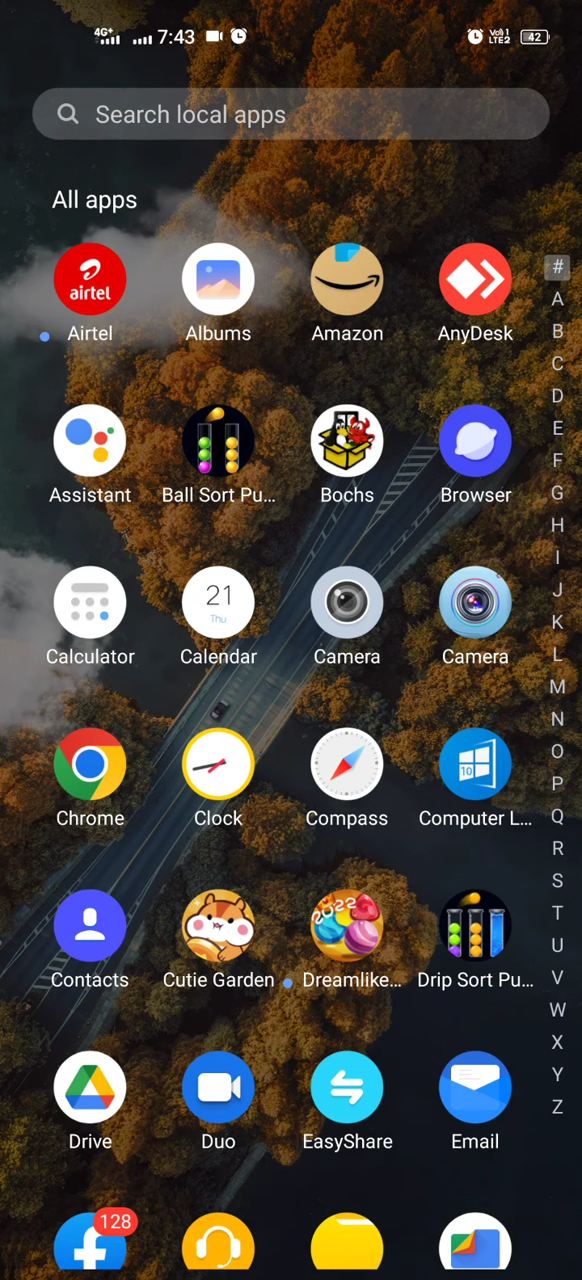 4G+ 7:43 Vo) 1 LTE2 42
Search local apps
All apps
airtel
Airtel Albums Amazon AnyDesk
Assistant Ball Sort Pu... Bochs Browser
21
Thu
Calculator Calendar Camera Camera
10
Chrome Clock Compass Computer L...
2022
Contacts Cutie Garden Dreamlike... Drip Sort Pu...
Drive Duo EasyShare Email
128
#
A
B
C
D
E
F
G
H
I
J
K
L
M
N
O
P
Q
R
S
T
U
V
W
X
Y
Z